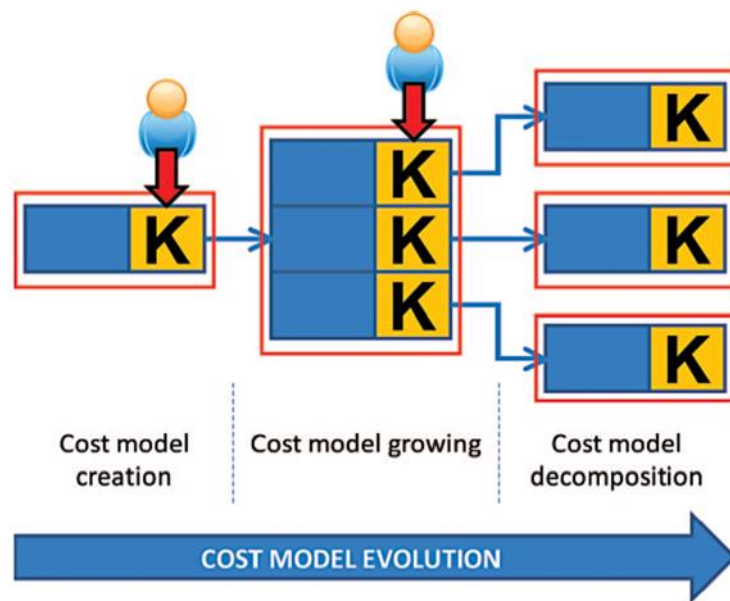 K
K
K
K
K
K
K
Cost model
creation
Cost model growing
Cost model
decomposition
COST MODEL EVOLUTION